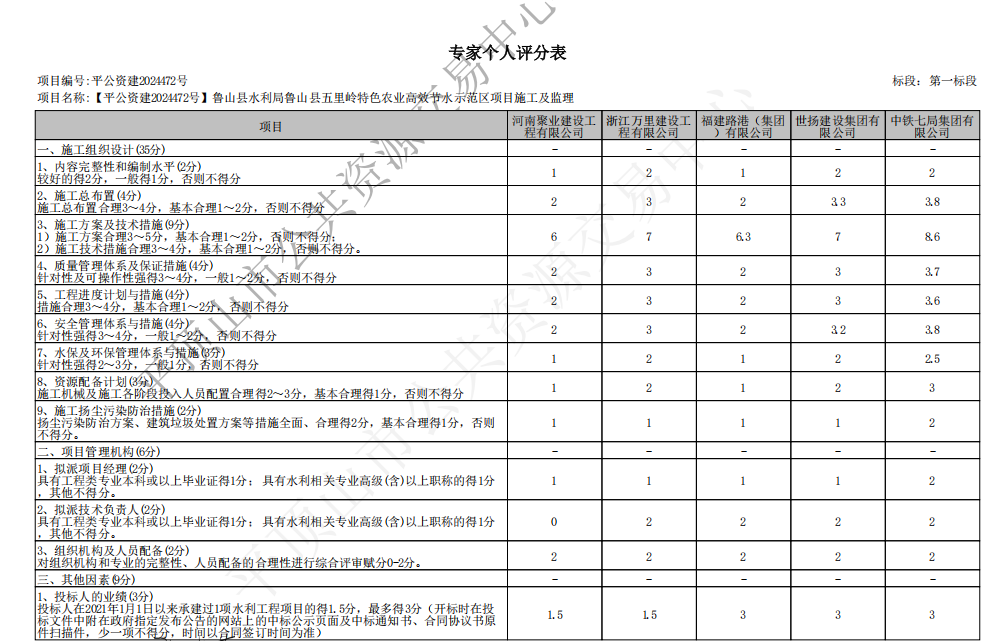 专家个人评分表
项目编号:平公资建2024472号 标段：第一标段
项目名称:【平公资建2024472号】鲁山县水利局鲁山县五里岭特色农业高效节水示范区项目施工及监理
项目 河南聚业建设工程有限公司 浙江万里建设工程有限公司 福建路港（集团）有限公司 世扬建设集团有限公司 中铁七局集团有限公司
一、施工组织设计(35分) - - - - -
1、内容完整性和编制水平(2分)
较好的得2分，一般得1分，否则不得分 1 2 1 2 2
2、施工总布置(4分)
施工总布置合理3～4分，基本合理1～2分，否则不得分 2 3 2 3.3 3.8
3、施工方案及技术措施(9分)
1）施工方案合理3～5分，基本合理1～2分，否则不得分； 6 7 6.3 7 8.6
2）施工技术措施合理3～4分，基本合理1～2分，否则不得分。
4、质量管理体系及保证措施(4分)
针对性及可操作性强得3～4分，一般1～2分，否则不得分 2 3 2 3 3.7
5、工程进度计划与措施(4分)
措施合理3～4分，基本合理1～2分，否则不得分 2 3 2 3 3.6
6、安全管理体系与措施(4分)
针对性强得3～4分，一般1～2分，否则不得分 2 3 2 3.2 3.8
7、水保及环保管理体系与措施(3分)
针对性强得2～3分，一般1分，否则不得分 1 2 1 2 2.5
8、资源配备计划(3分)
施工机械及施工各阶段投入人员配置合理得2～3分，基本合理得1分，否则不得分 1 2 1 2 3
9、施工扬尘污染防治措施(2分)
扬尘污染防治方案、建筑垃圾处置方案等措施全面、合理得2分，基本合理得1分，否则 1 1 1 1 2
不得分。
二、项目管理机构(6分) - - - - -
1、拟派项目经理(2分)
具有工程类专业本科或以上毕业证得1分； 具有水利相关专业高级(含)以上职称的得1分 1 1 1 1 2
，其他不得分。
2、拟派技术负责人(2分)
具有工程类专业本科或以上毕业证得1分； 具有水利相关专业高级(含)以上职称的得1分 0 2 2 2 2
，其他不得分。
3、组织机构及人员配备(2分)
对组织机构和专业的完整性、人员配备的合理性进行综合评审赋分0-2分。 2 2 2 2 2
三、其他因素(9分) - - - - -
1、投标人的业绩(3分)
投标人在2021年1月1日以来承建过1项水利工程项目的得1.5分，最多得3分（开标时在投 1.5 1.5 3 3 3
标文件中附在政府指定发布公告的网站上的中标公示页面及中标通知书、合同协议书原
件扫描件，少一项不得分，时间以合同签订时间为准）
平顶山市公共资源交易中心
平顶山市公共资源交易中心